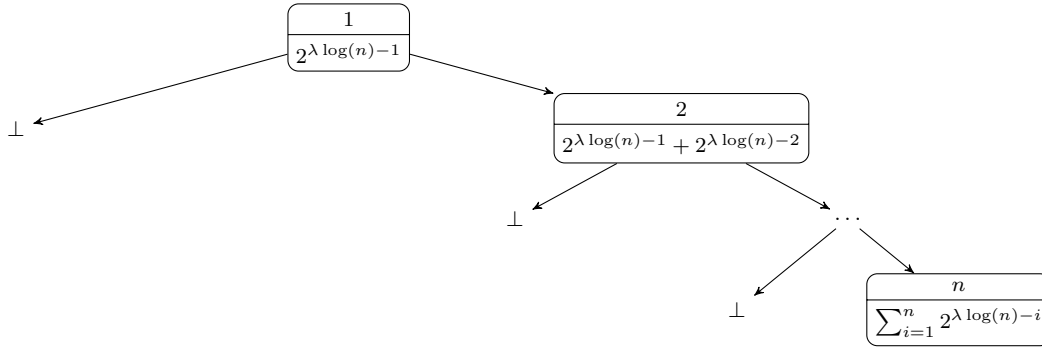 1
2^{λ log(n)−1}
⊥
2
2^{λ log(n)−1} + 2^{λ log(n)−2}
⊥
⋯
⊥
n
∑_{i=1}^{n} 2^{λ log(n)−i}